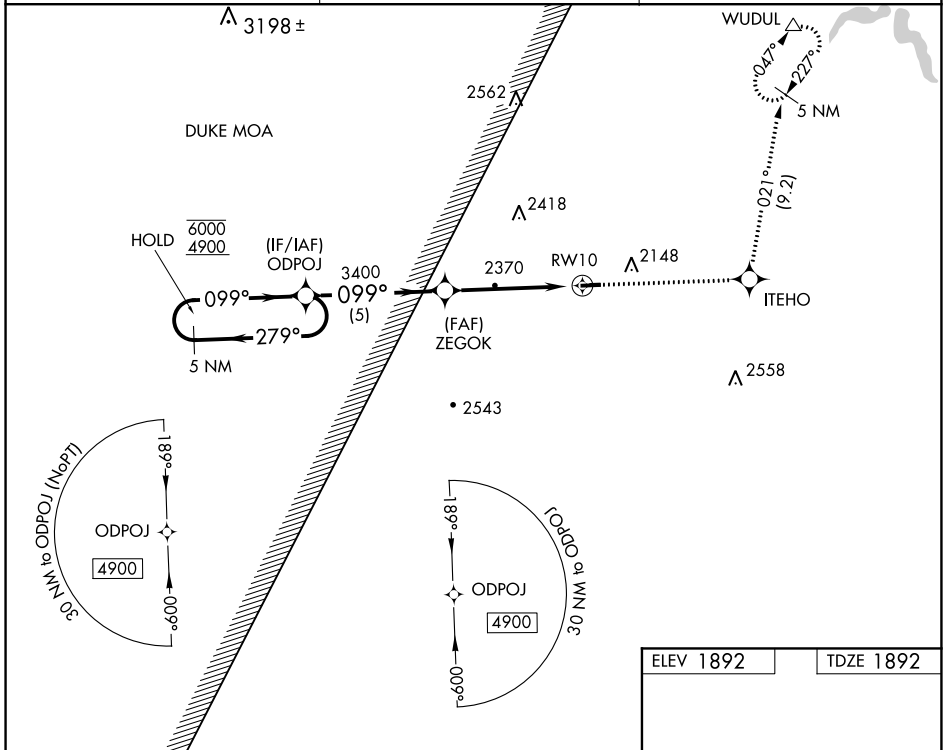 3198 ±
WUDUL
047°
227°
5 NM
2562
DUKE MOA
021°
(9.2)
2418
HOLD
6000
4900
(IF/IAF)
ODPOJ
3400
099°
099°
(5)
2370
RW10
2148
279°
5 NM
(FAF)
ZEGOK
ITEHO
2558
2543
30 NM to ODPOJ (NoPT)
189°
ODPOJ
4900
009°
189°
ODPOJ
4900
009°
30 NM to ODPOJ
ELEV 1892
TDZE 1892